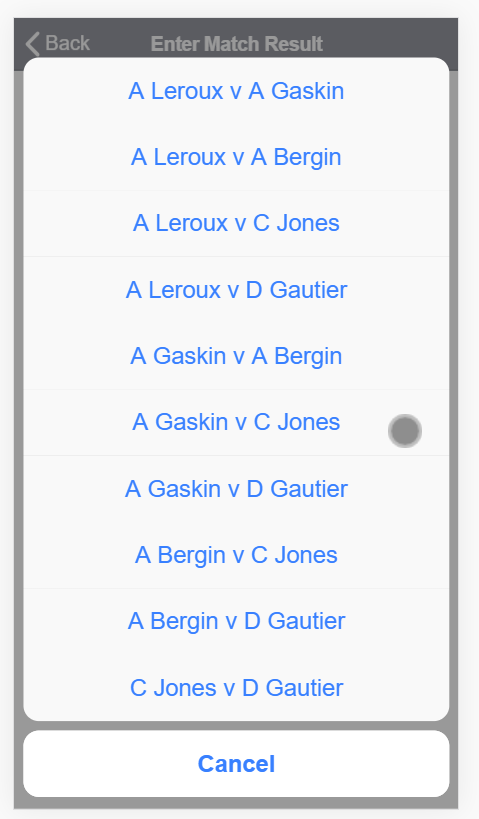 Back Enter Match Result
A Leroux v A Gaskin
A Leroux v A Bergin
A Leroux v C Jones
A Leroux v D Gautier
A Gaskin v A Bergin
A Gaskin v C Jones
A Gaskin v D Gautier
A Bergin v C Jones
A Bergin v D Gautier
C Jones v D Gautier
Cancel